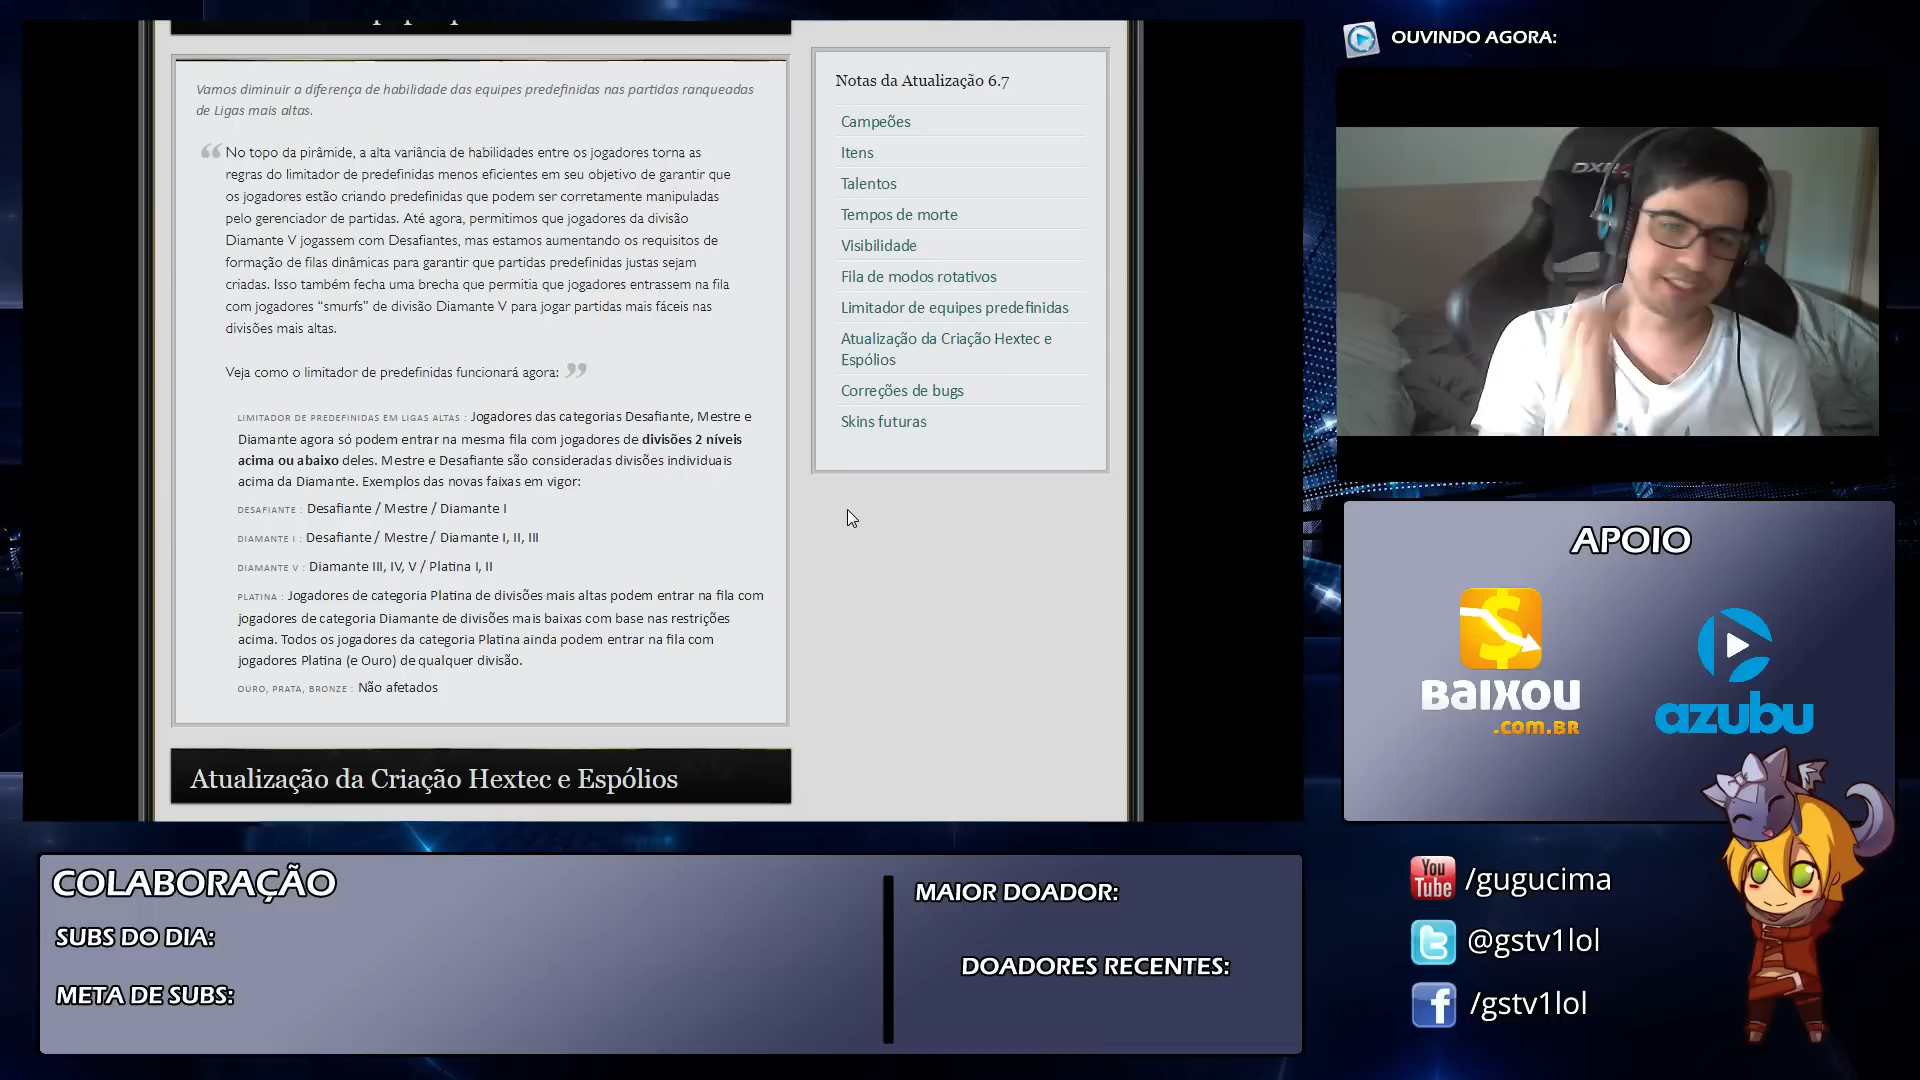 Vamos diminuir a diferença de habilidade das equipes predefinidas nas partidas ranqueadas
de Ligas mais altas.
“ No topo da pirâmide, a alta variância de habilidades entre os jogadores torna as
regras do limitador de predefinidas menos eficientes em seu objetivo de garantir que
os jogadores estão criando predefinidas que podem ser corretamente manipuladas
pelo gerenciador de partidas. Até agora, permitimos que jogadores da divisão
Diamante V jogassem com Desafiantes, mas estamos aumentando os requisitos de
formação de filas dinâmicas para garantir que partidas predefinidas justas sejam
criadas. Isso também fecha uma brecha que permitia que jogadores entrassem na fila
com jogadores “smurfs” de divisão Diamante V para jogar partidas mais fáceis nas
divisões mais altas.
Veja como o limitador de predefinidas funcionará agora: ”
LIMITADOR DE PREDEFINIDAS EM LIGAS ALTAS : Jogadores das categorias Desafiante, Mestre e
Diamante agora só podem entrar na mesma fila com jogadores de divisões 2 níveis
acima ou abaixo deles. Mestre e Desafiante são consideradas divisões individuais
acima da Diamante. Exemplos das novas faixas em vigor:
DESAFIANTE : Desafiante / Mestre / Diamante I
DIAMANTE I : Desafiante / Mestre / Diamante I, II, III
DIAMANTE V : Diamante III, IV, V / Platina I, II
PLATINA : Jogadores de categoria Platina de divisões mais altas podem entrar na fila com
jogadores de categoria Diamante de divisões mais baixas com base nas restrições
acima. Todos os jogadores da categoria Platina ainda podem entrar na fila com
jogadores Platina (e Ouro) de qualquer divisão.
OURO, PRATA, BRONZE : Não afetados
Atualização da Criação Hextec e Espólios
Notas da Atualização 6.7
Campeões
Itens
Talentos
Tempos de morte
Visibilidade
Fila de modos rotativos
Limitador de equipes predefinidas
Atualização da Criação Hextec e
Espólios
Correções de bugs
Skins futuras
OUVINDO AGORA:
APOIO
BAIXOU
.COM.BR
azubu
COLABORAÇÃO
SUBS DO DIA:
META DE SUBS:
MAIOR DOADOR:
DOADORES RECENTES:
You
Tube
/gugucima
@gstv1lol
/gstv1lol